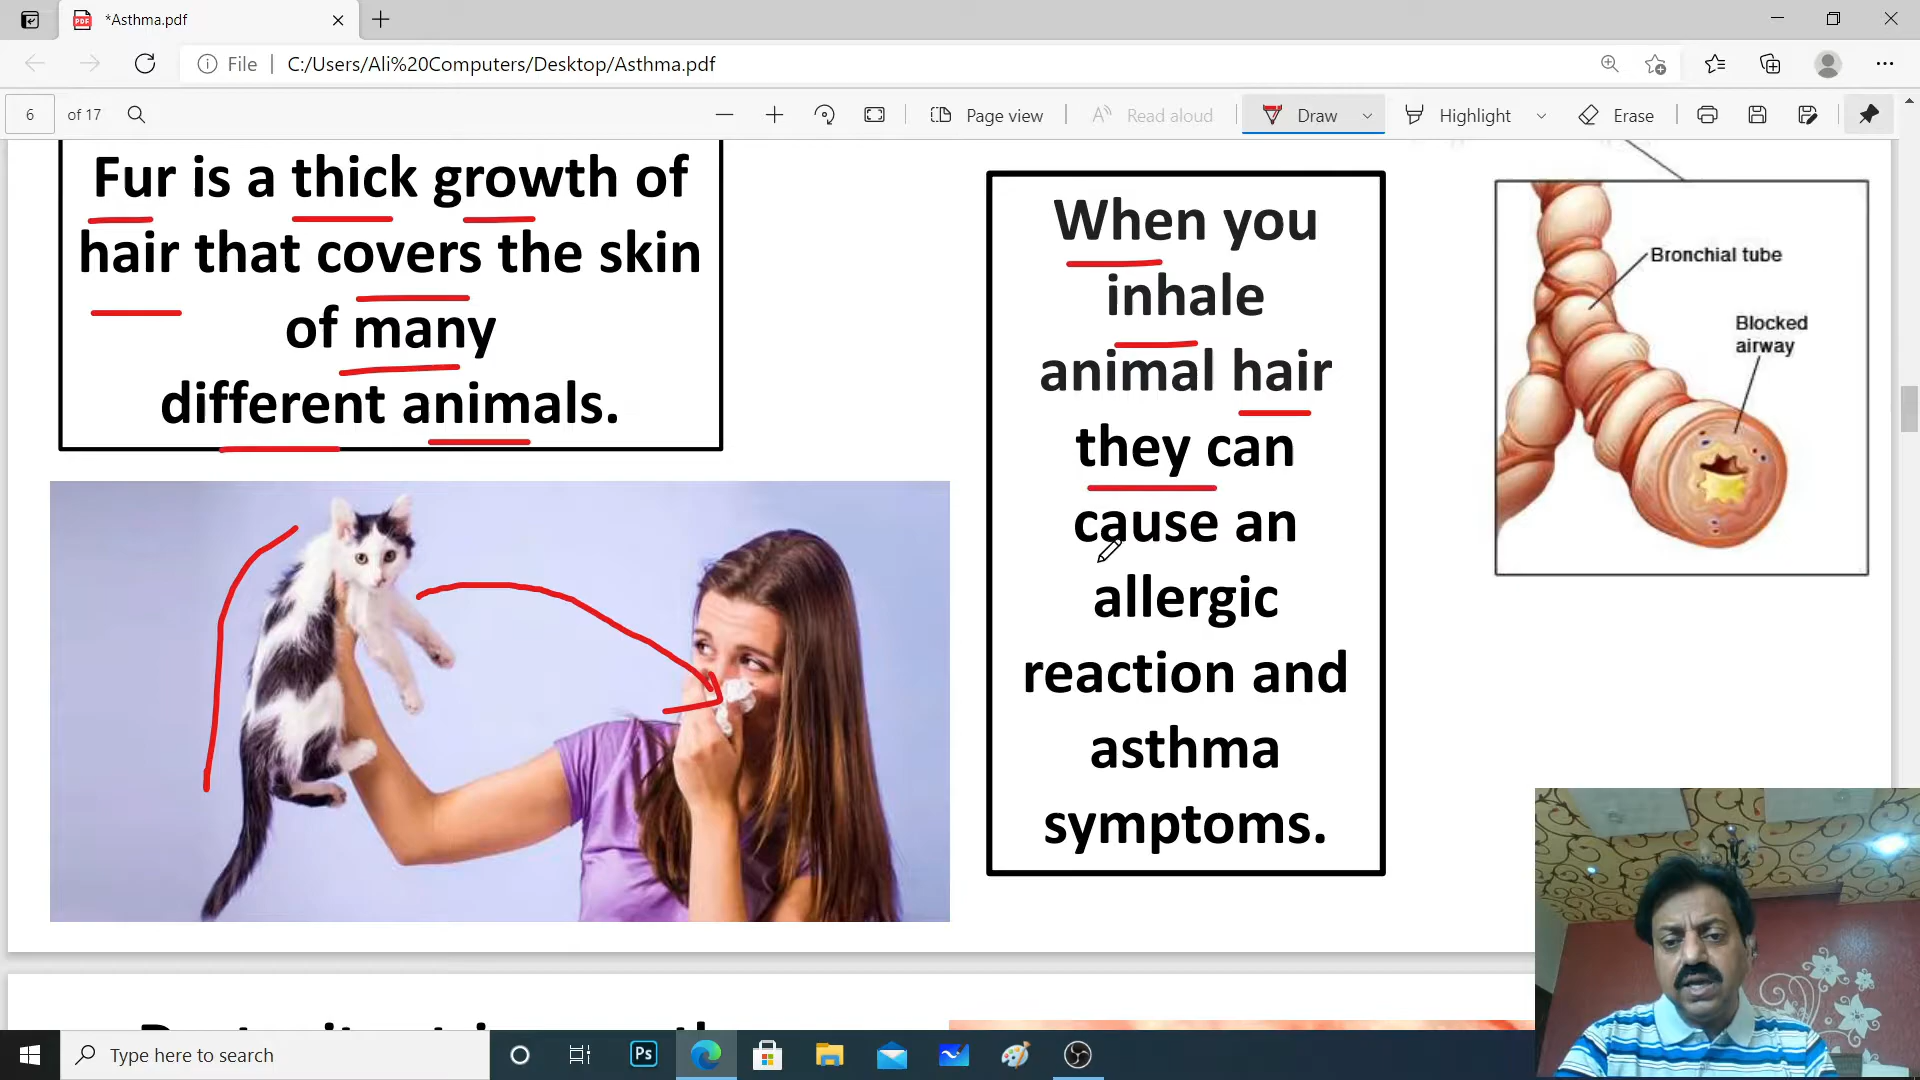 *Asthma.pdf
File
C:/Users/Ali%20Computers/Desktop/Asthma.pdf
6 of 17
Page view
Read aloud
Draw
Highlight
Erase
Fur is a thick growth of
hair that covers the skin
of many
different animals.
When you
inhale
animal hair
they can
cause an
allergic
reaction and
asthma
symptoms.
Bronchial tube
Blocked
airway
Type here to search
Ps